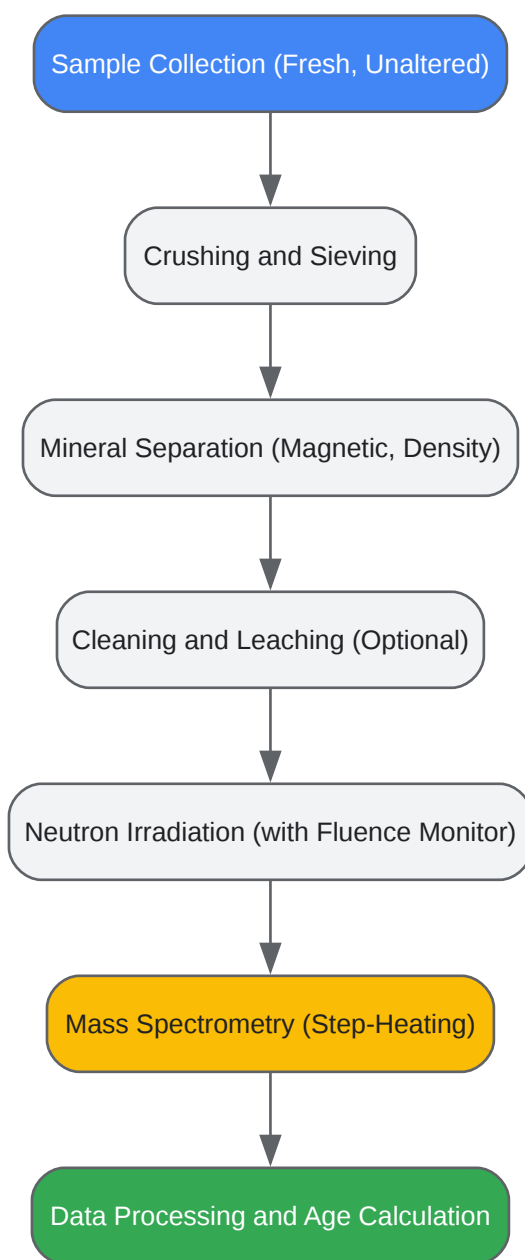 Sample Collection (Fresh, Unaltered)
Crushing and Sieving
Mineral Separation (Magnetic, Density)
Cleaning and Leaching (Optional)
Neutron Irradiation (with Fluence Monitor)
Mass Spectrometry (Step-Heating)
Data Processing and Age Calculation